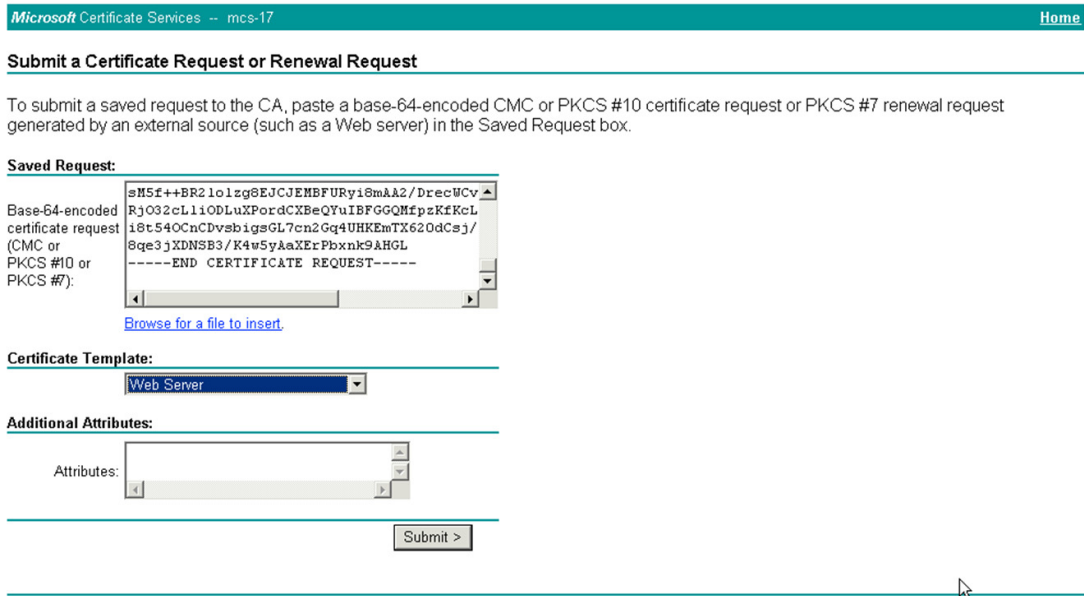 Microsoft Certificate Services -- mcs-17 Home
Submit a Certificate Request or Renewal Request
To submit a saved request to the CA, paste a base-64-encoded CMC or PKCS #10 certificate request or PKCS #7 renewal request
generated by an external source (such as a Web server) in the Saved Request box.
Saved Request:
Base-64-encoded
certificate request
(CMC or
PKCS #10 or
PKCS #7):
sM5f++BR2lolzg8EJCJEMBFURyi8mAA2/DrecWCv
RjO32cLliODLuXPordCXBeQYuIBFGGQMfpzKfKcL
i8t54OCnCDvsbigsGL7cn2Gq4UHKEmTX62OdCsj/
8qe3jXDNSB3/K4w5yAaXErPbxnk9AHGL
-----END CERTIFICATE REQUEST-----
Browse for a file to insert.
Certificate Template:
Web Server
Additional Attributes:
Attributes:
Submit >